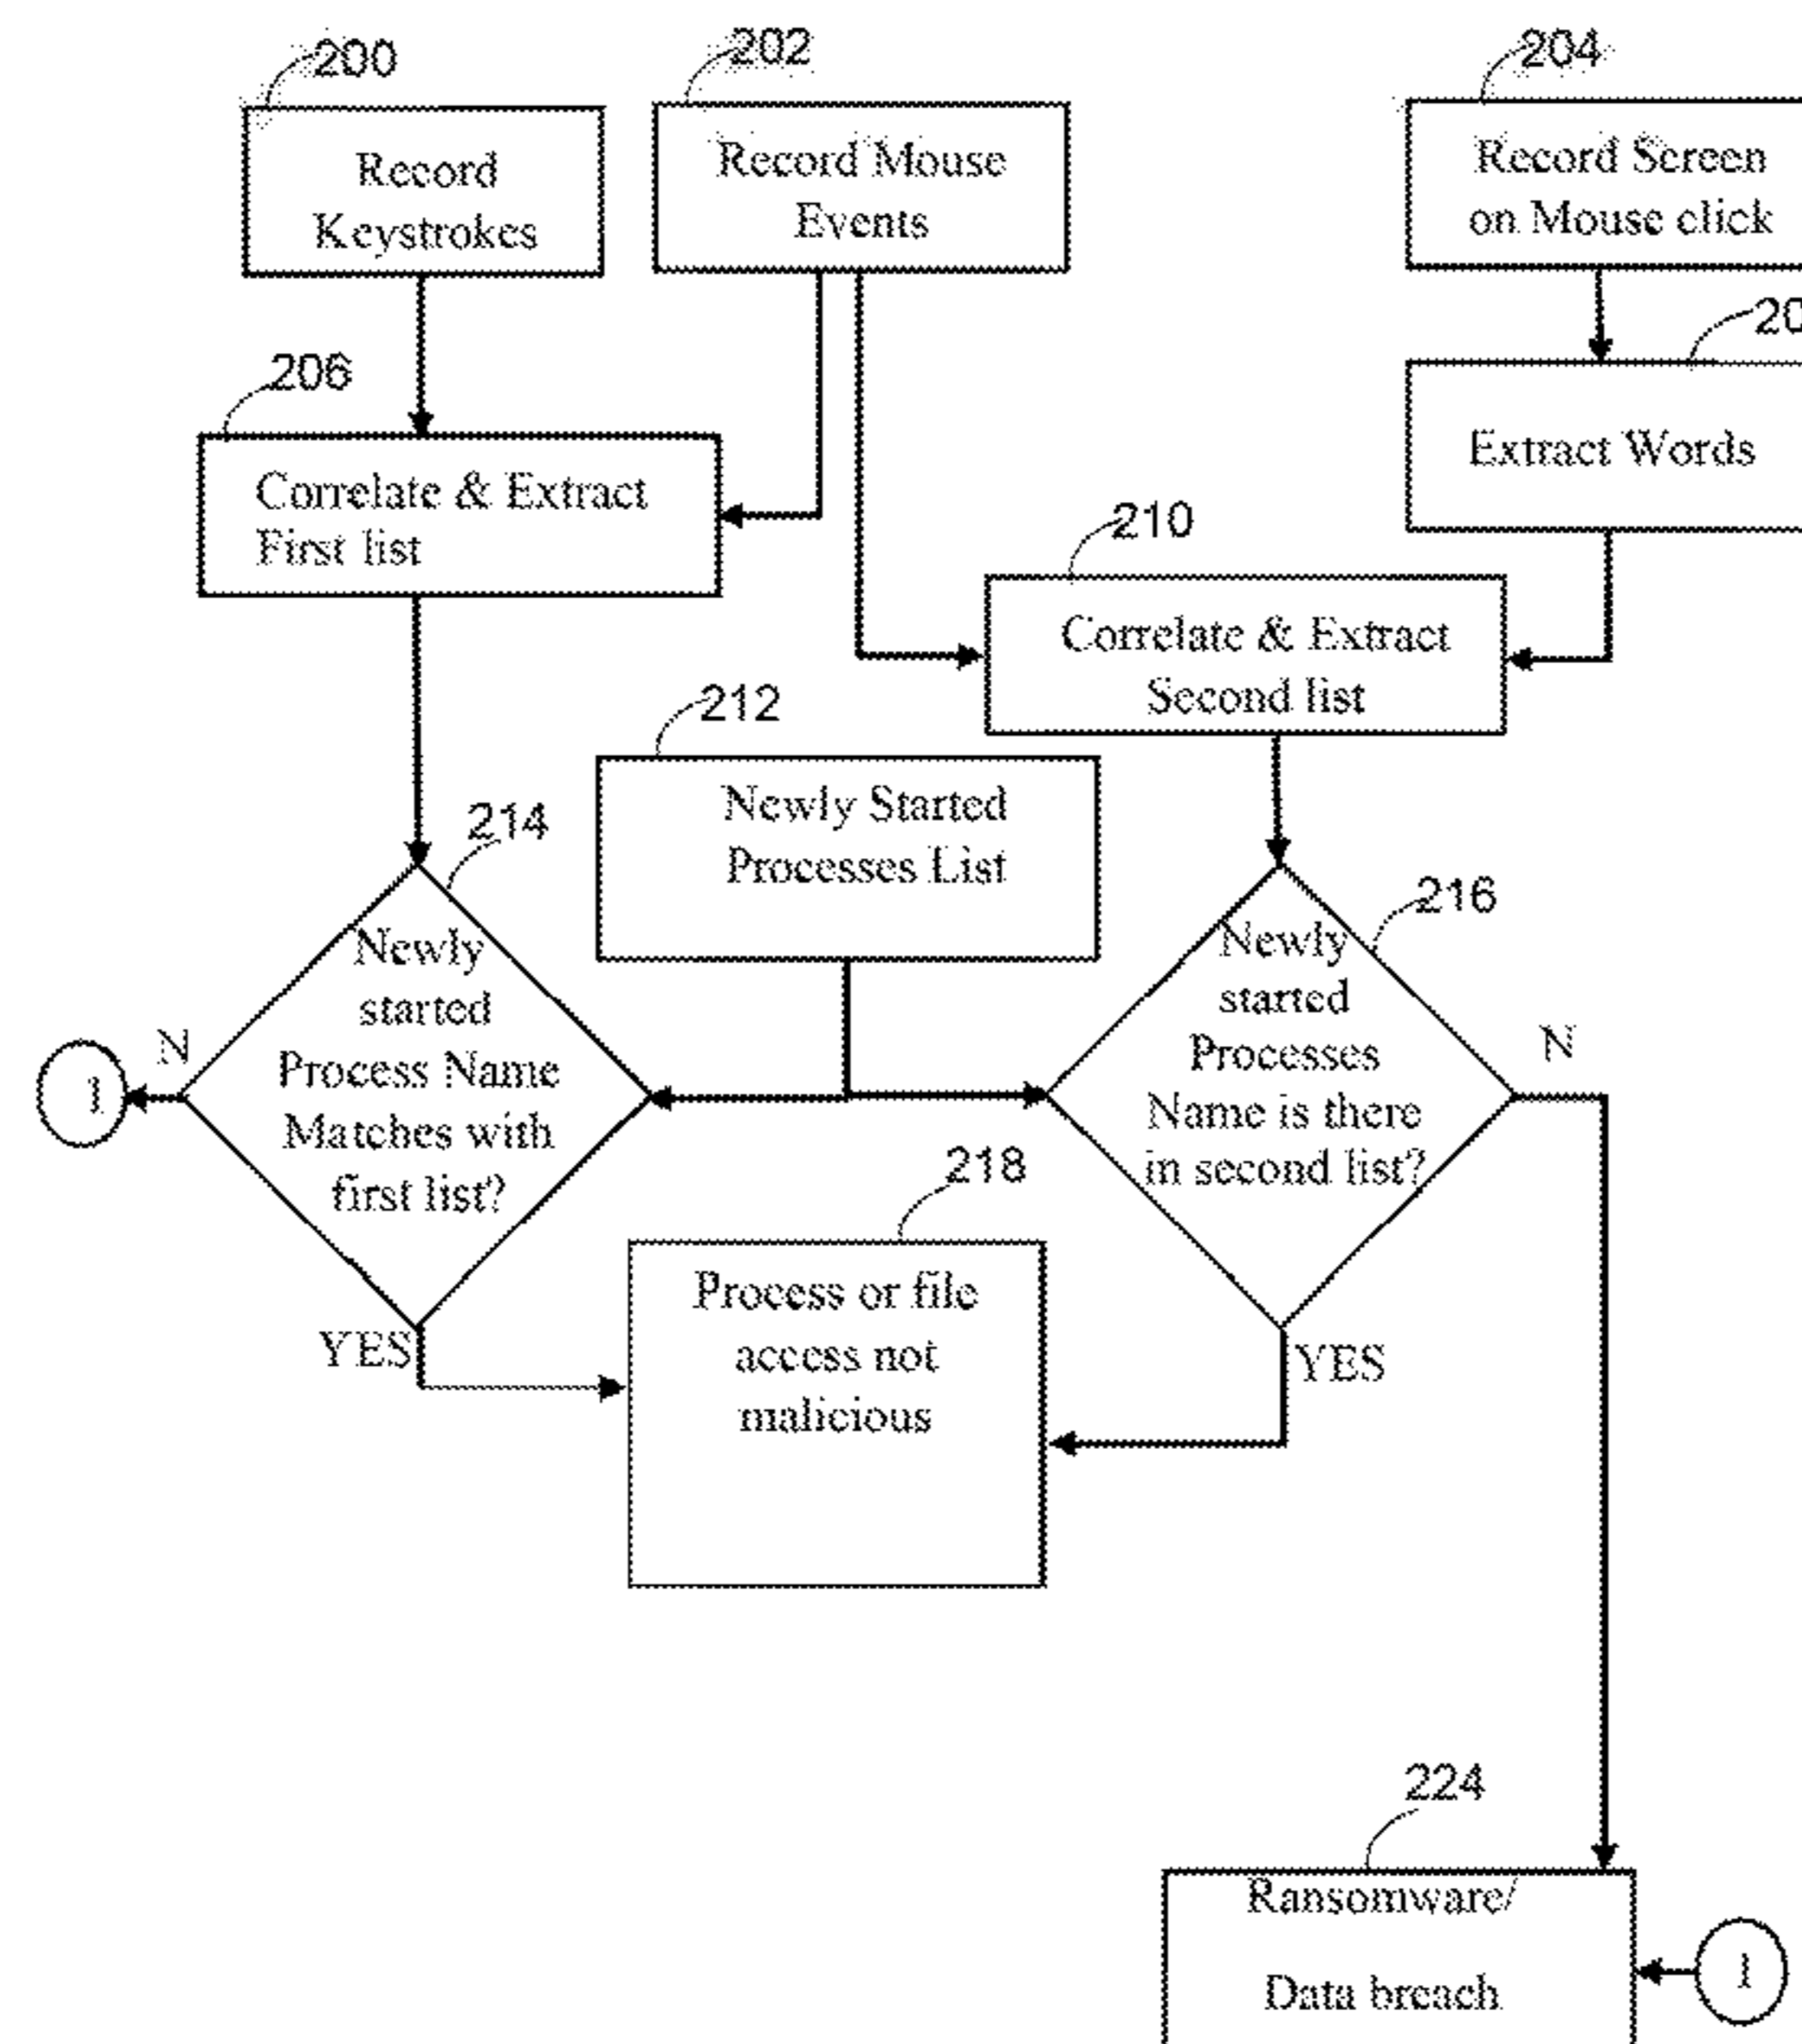 200
202
204
Record
Keystrokes
Record Mouse
Events
Record Screen
on Mouse click
206
Correlate & Extract
First list
Extract Words
210
Correlate & Extract
Second list
212
Newly Started
Processes List
214
Newly
started
Process Name
Matches with
first list?
N
1
YES
216
Newly
started
Processes
Name is there
in second list?
N
YES
218
Process or file
access not
malicious
224
Ransomware/
Data breach
1